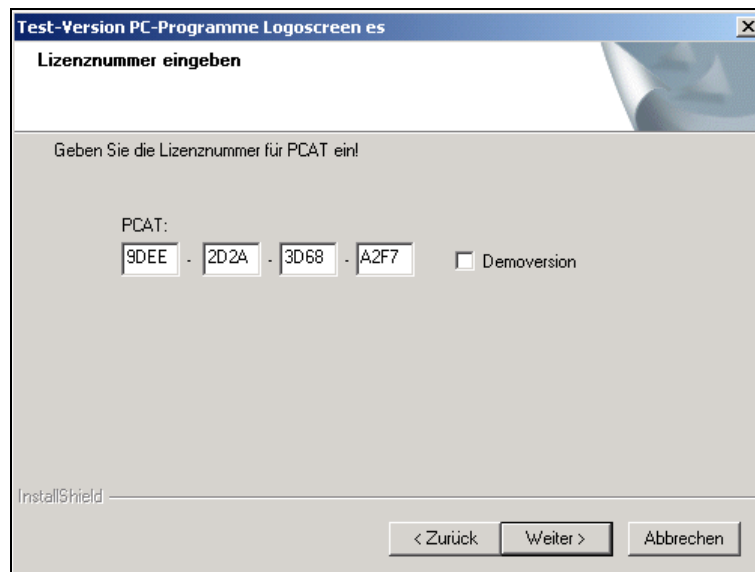 Test-Version PC-Programme Logoscreen es
Lizenznummer eingeben
Geben Sie die Lizenznummer für PCAT ein!
PCAT:
9DEE - 2D2A - 3D68 - A2F7 Demoversion
InstallShield
< Zurück Weiter > Abbrechen